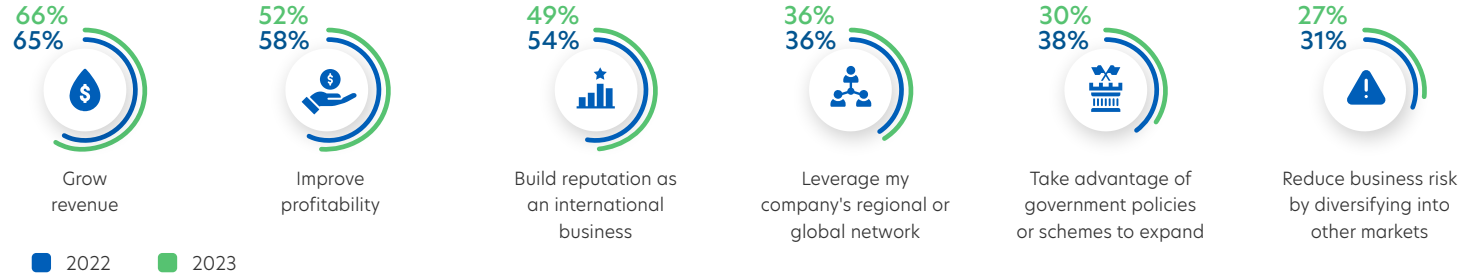 66%
65%
Grow
revenue
52%
58%
$
Improve
profitability
49%
54%
Build reputation as
an international
business
36%
36%
Leverage my
company's regional or
global network
30%
38%
Take advantage of
government policies
or schemes to expand
27%
31%
!
Reduce business risk
by diversifying into
other markets
$
2022
2023